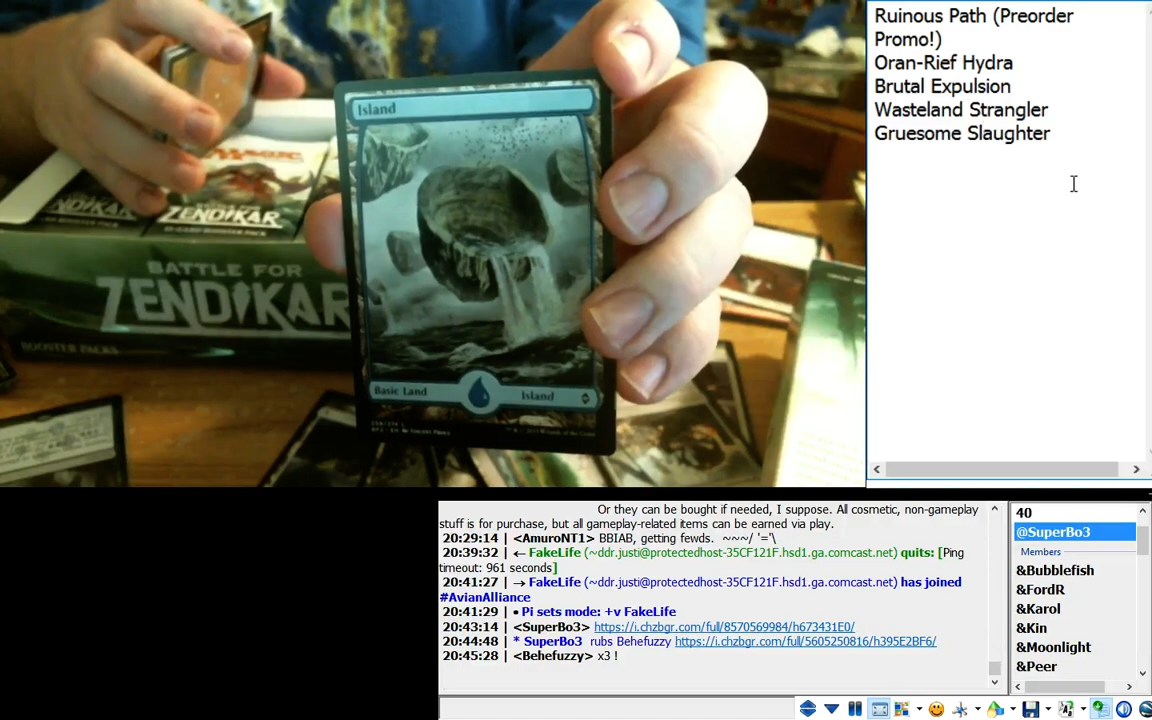 Ruinous Path (Preorder
Promo!)
Oran-Rief Hydra
Brutal Expulsion
Wasteland Strangler
Gruesome Slaughter
Island
Basic Land
Island
MAGIC
ZENDIKAR
ZENDIKAR
BATTLE FOR
ZENDIKAR
BOOSTER PACKS
Or they can be bought if needed, I suppose. All cosmetic, non-gameplay
stuff is for purchase, but all gameplay-related items can be earned via play.
20:29:14 | <AmuroNT1> BBIAB, getting fewds. ~~~/ '='\
20:39:32 | ← FakeLife (~ddr.justi@protectedhost-35CF121F.hsd1.ga.comcast.net) quits: [Ping
timeout: 961 seconds]
20:41:27 | → FakeLife (~ddr.justi@protectedhost-35CF121F.hsd1.ga.comcast.net) has joined
#AvianAlliance
20:41:29 | • Pi sets mode: +v FakeLife
20:43:14 | <SuperBo3> https://i.chzbgr.com/full/8570569984/h673431E0/
20:44:48 | * SuperBo3 rubs Behefuzzy https://i.chzbgr.com/full/5605250816/h395E2BF6/
20:45:28 | <Behefuzzy> x3 !
40
@SuperBo3
Members
&Bubblefish
&FordR
&Karol
&Kin
&Moonlight
&Peer